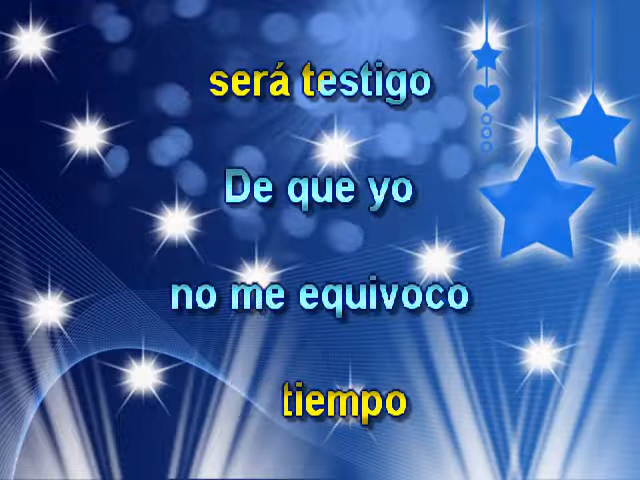 será testigo
De que yo
no me equivoco
tiempo